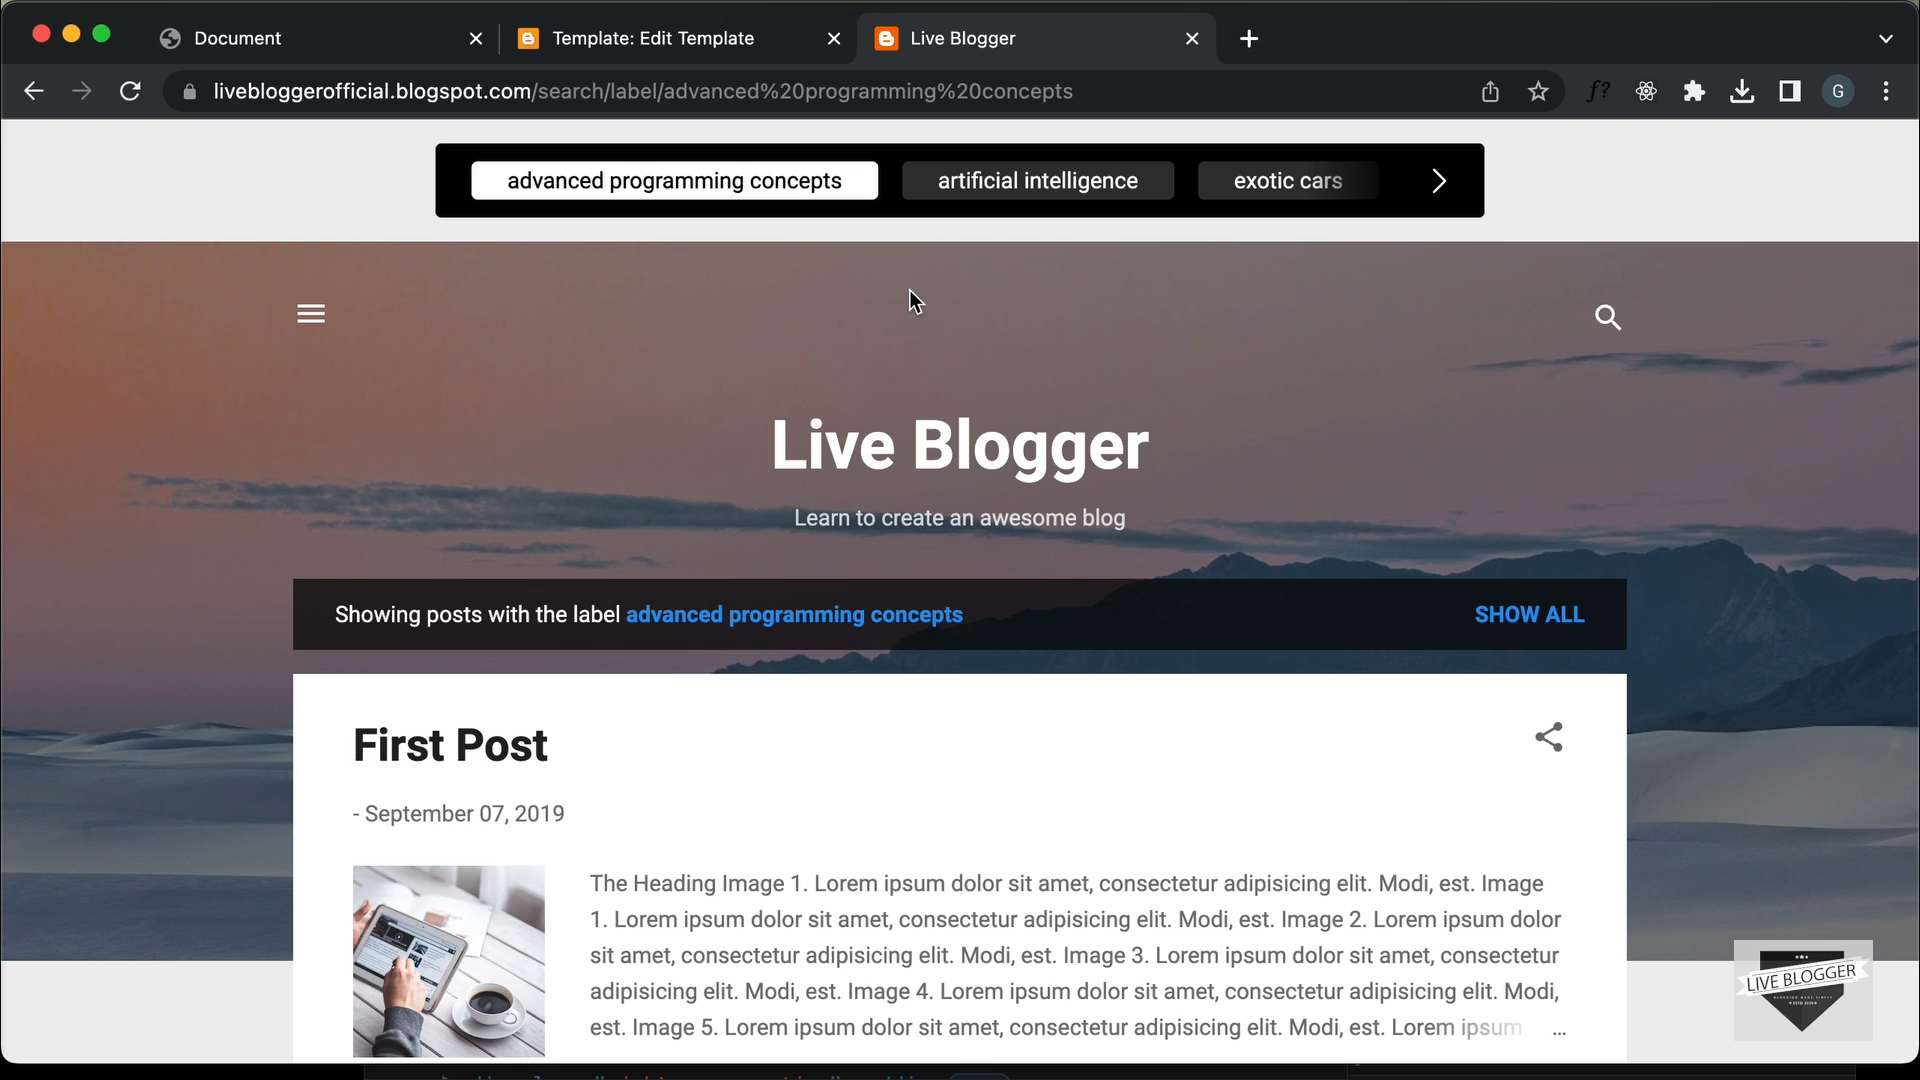 Document
Template: Edit Template
Live Blogger
livebloggerofficial.blogspot.com/search/label/advanced%20programming%20concepts
f?
G
advanced programming concepts
artificial intelligence
exotic cars
Live Blogger
Learn to create an awesome blog
Showing posts with the label advanced programming concepts
SHOW ALL
First Post
- September 07, 2019
The Heading Image 1. Lorem ipsum dolor sit amet, consectetur adipisicing elit. Modi, est. Image
1. Lorem ipsum dolor sit amet, consectetur adipisicing elit. Modi, est. Image 2. Lorem ipsum dolor
sit amet, consectetur adipisicing elit. Modi, est. Image 3. Lorem ipsum dolor sit amet, consectetur
adipisicing elit. Modi, est. Image 4. Lorem ipsum dolor sit amet, consectetur adipisicing elit. Modi,
est. Image 5. Lorem ipsum dolor sit amet, consectetur adipisicing elit. Modi, est. Lorem ipsum ...
LIVE BLOGGER